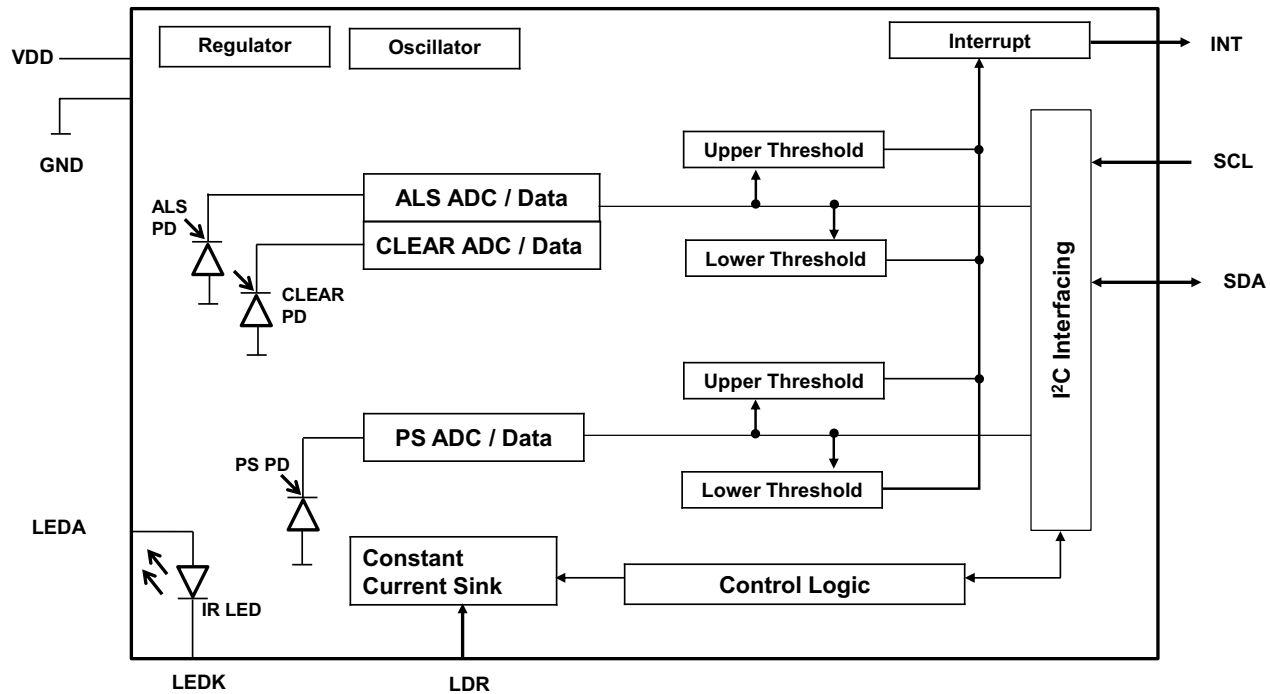 Regulator
Oscillator
Interrupt
VDD
INT
GND
Upper Threshold
SCL
ALS
PD
ALS ADC / Data
CLEAR ADC / Data
Lower Threshold
CLEAR
PD
SDA
I²C Interfacing
Upper Threshold
PS ADC / Data
PS PD
Lower Threshold
LEDA
Constant
Current Sink
Control Logic
IR LED
LEDK
LDR